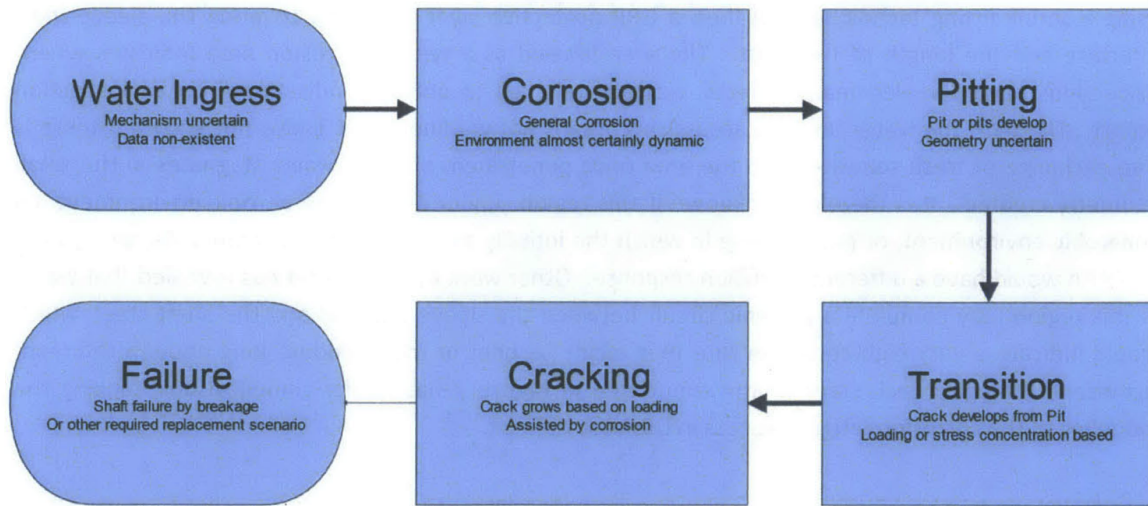 Water Ingress
Mechanism uncertain
Data non-existent
Corrosion
General Corrosion
Environment almost certainly dynamic
Pitting
Pit or pits develop
Geometry uncertain
Transition
Crack develops from Pit
Loading or stress concentration based
Cracking
Crack grows based on loading
Assisted by corrosion
Failure
Shaft failure by breakage
Or other required replacement scenario